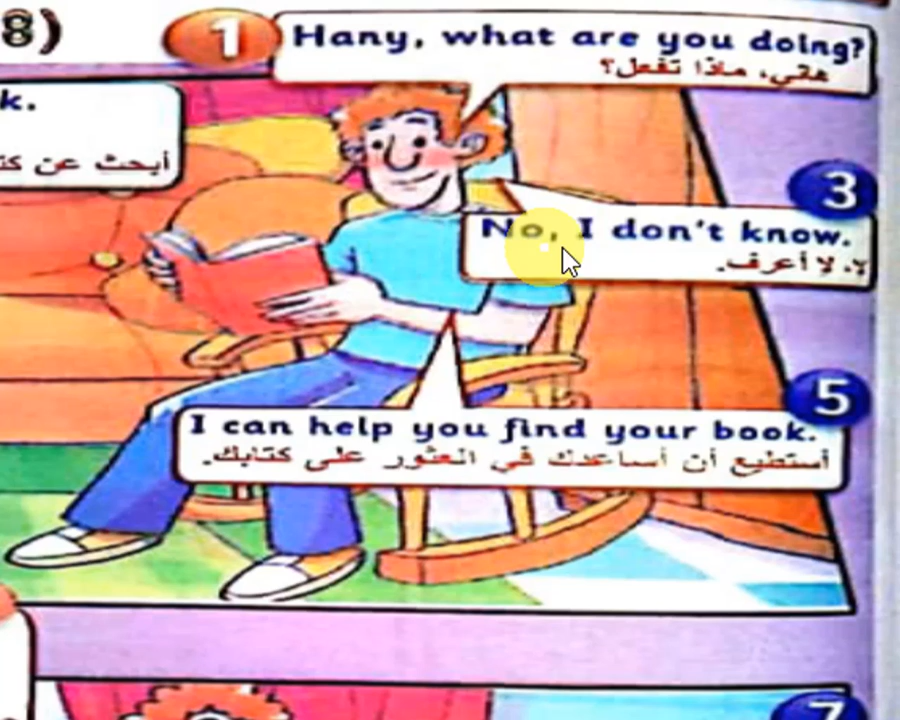 8)
1
Hany, what are you doing?
هاني، ماذا تفعل؟
k.
أبحث عن
3
No, I don't know.
لا، لا أعرف.
5
I can help you find your book.
أستطيع أن أساعدك في العثور على كتابك.
7